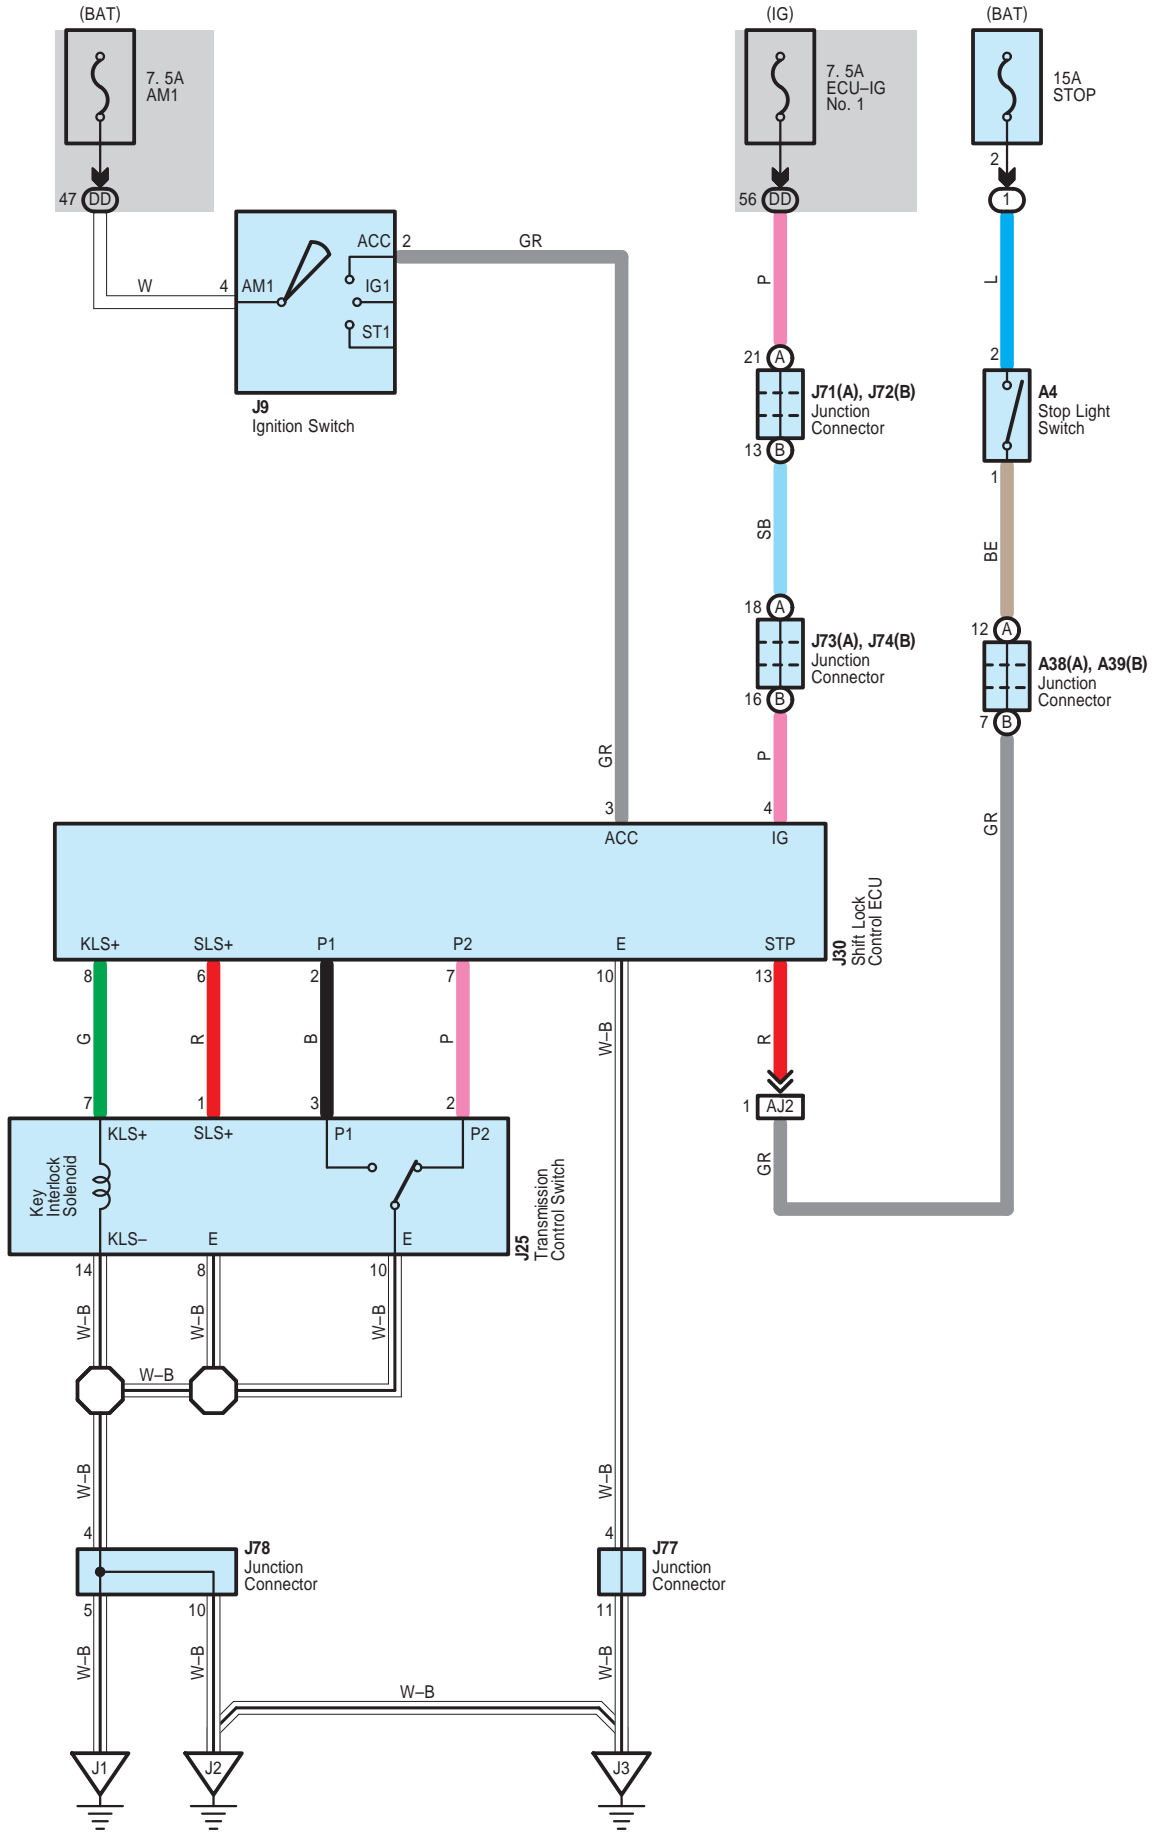 (BAT)
(IG)
(BAT)
7. 5A
AM1
7. 5A
ECU–IG
No. 1
15A
STOP
2
47 DD
56 DD
1
ACC 2
GR
W
4 AM1
IG1
ST1
P
L
J9
Ignition Switch
21 A
2
J71(A), J72(B)
Junction
Connector
A4
Stop Light
Switch
13 B
1
SB
BE
18 A
12 A
J73(A), J74(B)
Junction
Connector
A38(A), A39(B)
Junction
Connector
16 B
7 B
GR
P
GR
3
4
ACC
IG
J30
Shift Lock
Control ECU
KLS+
SLS+
P1
P2
E
STP
8
6
2
7
10
13
G
R
B
P
W–B
R
7
1
3
2
1 AJ2
KLS+
SLS+
P1
P2
GR
Key
Interlock
Solenoid
J25
Transmission
Control Switch
KLS–
E
E
14
8
10
W–B
W–B
W–B
W–B
W–B
W–B
4
4
J78
Junction
Connector
J77
Junction
Connector
5
10
11
W–B
W–B
W–B
W–B
J1
J2
J3